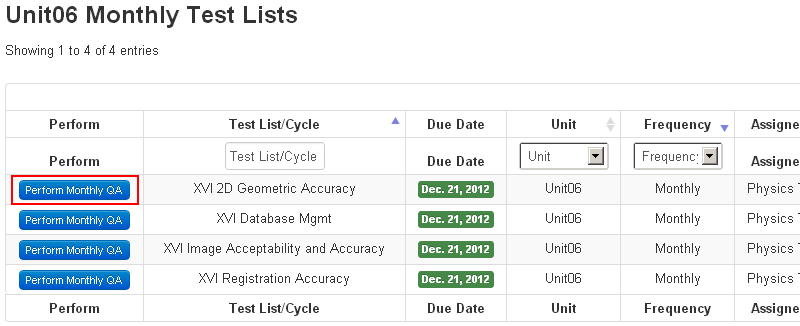 Unit06 Monthly Test Lists
Showing 1 to 4 of 4 entries
Perform Test List/Cycle Due Date Unit Frequency Assigne
Perform Test List/Cycle Due Date Unit Frequency Assigne
Perform Monthly QA XVI 2D Geometric Accuracy Dec. 21, 2012 Unit06 Monthly Physics T
Perform Monthly QA XVI Database Mgmt Dec. 21, 2012 Unit06 Monthly Physics T
Perform Monthly QA XVI Image Acceptability and Accuracy Dec. 21, 2012 Unit06 Monthly Physics T
Perform Monthly QA XVI Registration Accuracy Dec. 21, 2012 Unit06 Monthly Physics T
Perform Test List/Cycle Due Date Unit Frequency Assigne